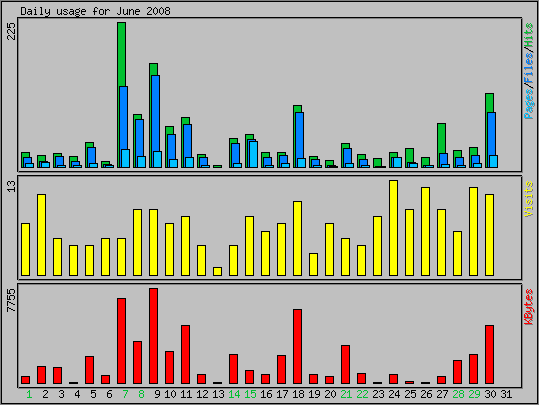 Daily usage for June 2008
225
Pages/Files/Hits
13
Visits
7755
KBytes
1 2 3 4 5 6 7 8 9 10 11 12 13 14 15 16 17 18 19 20 21 22 23 24 25 26 27 28 29 30 31